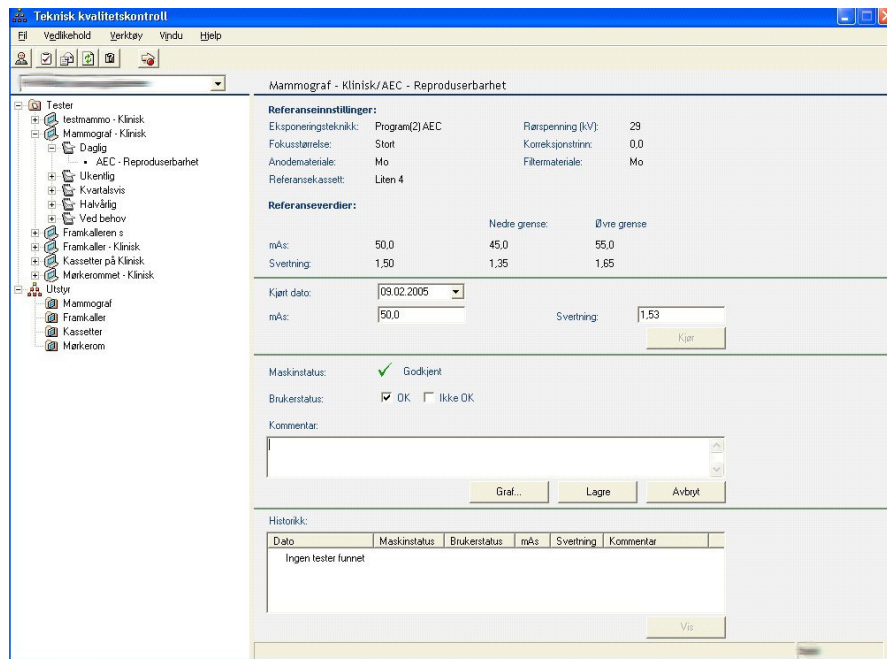 Teknisk kvalitetskontroll
Fil Vedlikehold Verktøy Vindu Hjelp
Tester
testmammo - Klinisk
Mammograf - Klinisk
Daglig
AEC - Reproduserbarhet
Ukentlig
Kvartalsvis
Halvårlig
Ved behov
Framkalleren s
Framkaller - Klinisk
Kassetter på Klinisk
Mørkerommet - Klinisk
Utstyr
Mammograf
Framkaller
Kassetter
Mørkerom
Mammograf - Klinisk/AEC - Reproduserbarhet
Referanseinnstillinger:
Eksponeringsteknikk: Program(2) AEC Rørspenning (kV): 29
Fokusstørrelse: Stort Korreksjonstrinn: 0,0
Anodemateriale: Mo Filtermateriale: Mo
Referansekassett: Liten 4
Referanseverdier:
Nedre grense: Øvre grense
mAs: 50,0 45,0 55,0
Svertning: 1,50 1,35 1,65
Kjørt dato: 09.02.2005
mAs: 50,0 Svertning: 1,53
Kjør
Maskinstatus: Godkjent
Brukerstatus: OK Ikke OK
Kommentar:
Graf... Lagre Avbryt
Historikk:
Dato Maskinstatus Brukerstatus mAs Svertning Kommentar
Ingen tester funnet
Vis